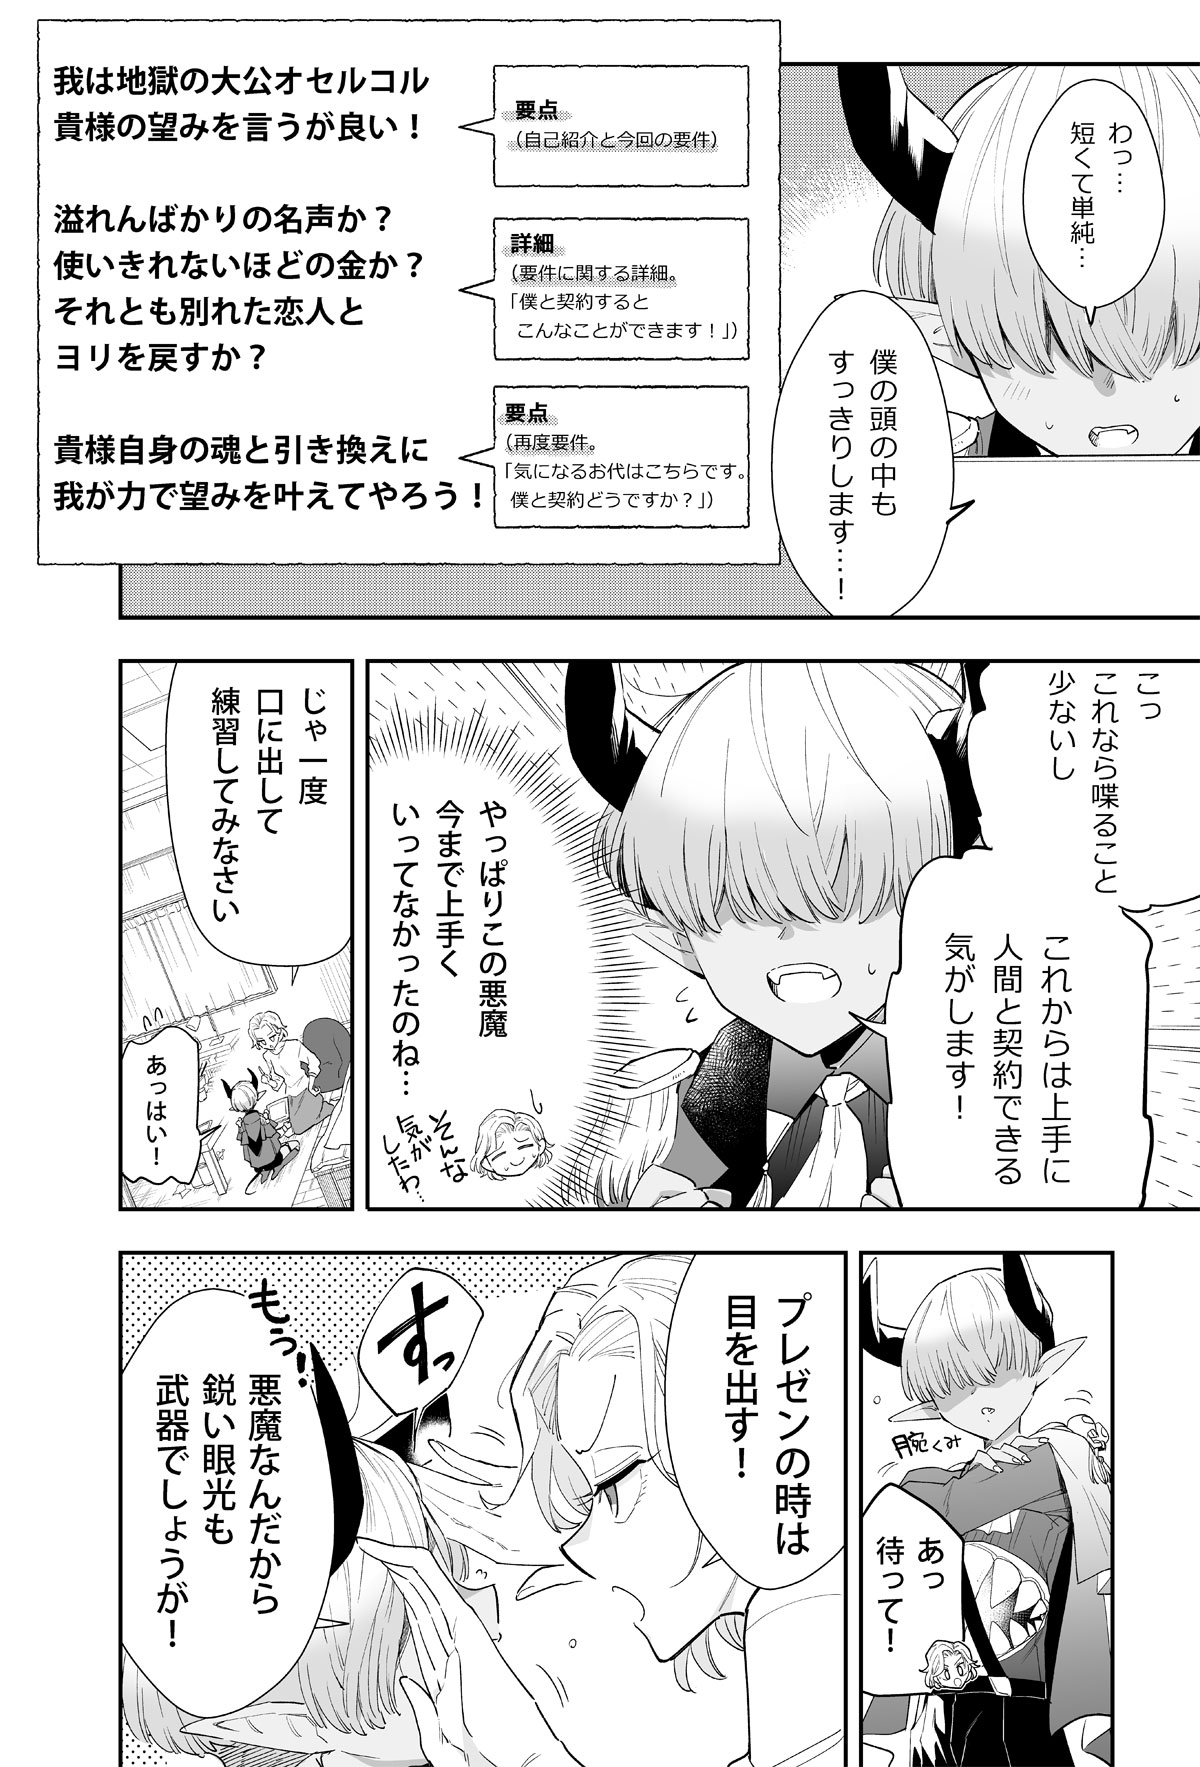 わっ…
短くて単純…
僕の頭の中も
すっきりします…！
我は地獄の大公オセルコル
貴様の望みを言うが良い！
要点
（自己紹介と今回の要件）
溢れんばかりの名声か？
使いきれないほどの金か？
それとも別れた恋人と
ヨリを戻すか？
詳細
（要件に関する詳細。
「僕と契約すると
こんなことができます！」）
貴様自身の魂と引き換えに
我が力で望みを叶えてやろう！
要点
（再度要件。
「気になるお代はこちらです。
僕と契約どうですか？」）
こっ
これなら喋ること
少ないし
これからは上手に
人間と契約できる
気がします！
やっぱりこの悪魔
今まで上手く
いってなかったのね…
そんな
気が
したわ…
じゃ一度
口に出して
練習してみなさい
あっはい！
腕くみ
あっ
待って！
プレゼンの時は
目を出す！
すっ
もっ！
悪魔なんだから
鋭い眼光も
武器でしょうが！